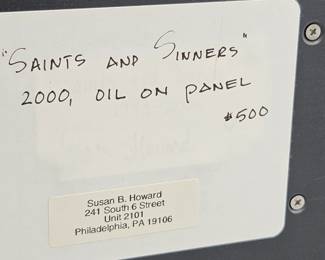 "SAINTS AND SINNERS"
2000, OIL ON PANEL
$500
Susan B. Howard
241 South 6 Street
Unit 2101
Philadelphia, PA 19106